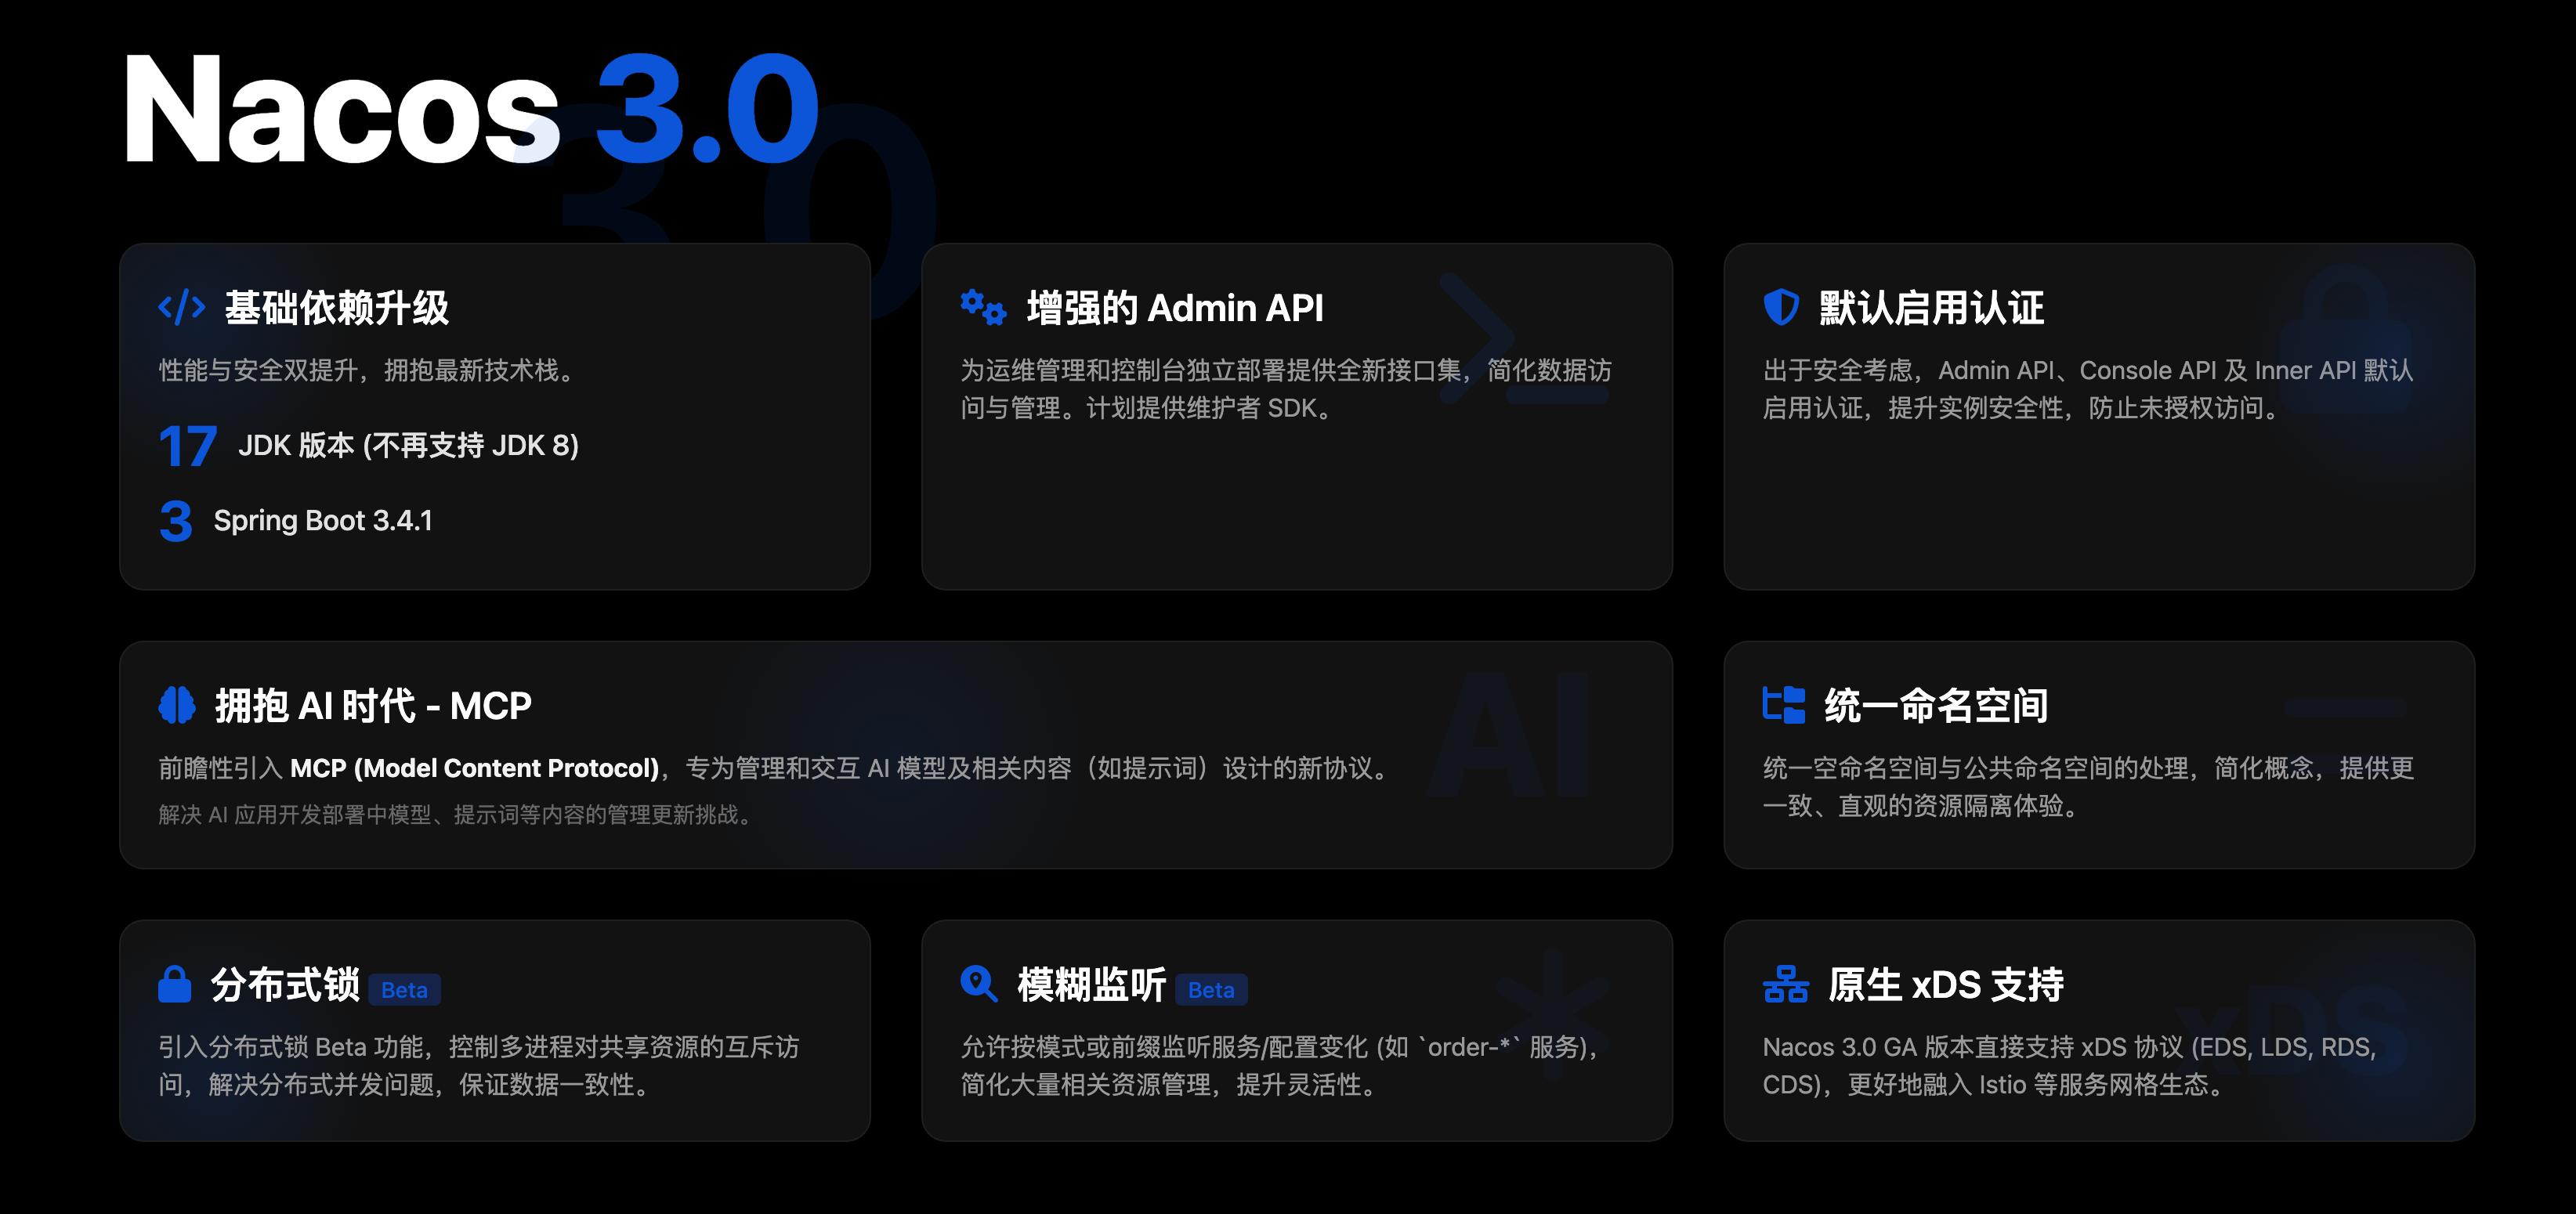 Nacos 3.0
3.0
基础依赖升级
性能与安全双提升，拥抱最新技术栈。
17 JDK 版本 (不再支持 JDK 8)
3 Spring Boot 3.4.1
增强的 Admin API
为运维管理和控制台独立部署提供全新接口集，简化数据访
问与管理。计划提供维护者 SDK。
默认启用认证
出于安全考虑，Admin API、Console API 及 Inner API 默认
启用认证，提升实例安全性，防止未授权访问。
拥抱 AI 时代 - MCP
前瞻性引入 MCP (Model Content Protocol)，专为管理和交互 AI 模型及相关内容（如提示词）设计的新协议。
解决 AI 应用开发部署中模型、提示词等内容的管理更新挑战。
AI
统一命名空间
统一空命名空间与公共命名空间的处理，简化概念，提供更
一致、直观的资源隔离体验。
分布式锁 Beta
引入分布式锁 Beta 功能，控制多进程对共享资源的互斥访
问，解决分布式并发问题，保证数据一致性。
模糊监听 Beta
允许按模式或前缀监听服务/配置变化 (如 `order-*` 服务)，
简化大量相关资源管理，提升灵活性。
*
原生 xDS 支持
Nacos 3.0 GA 版本直接支持 xDS 协议 (EDS, LDS, RDS,
CDS)，更好地融入 Istio 等服务网格生态。
xDS